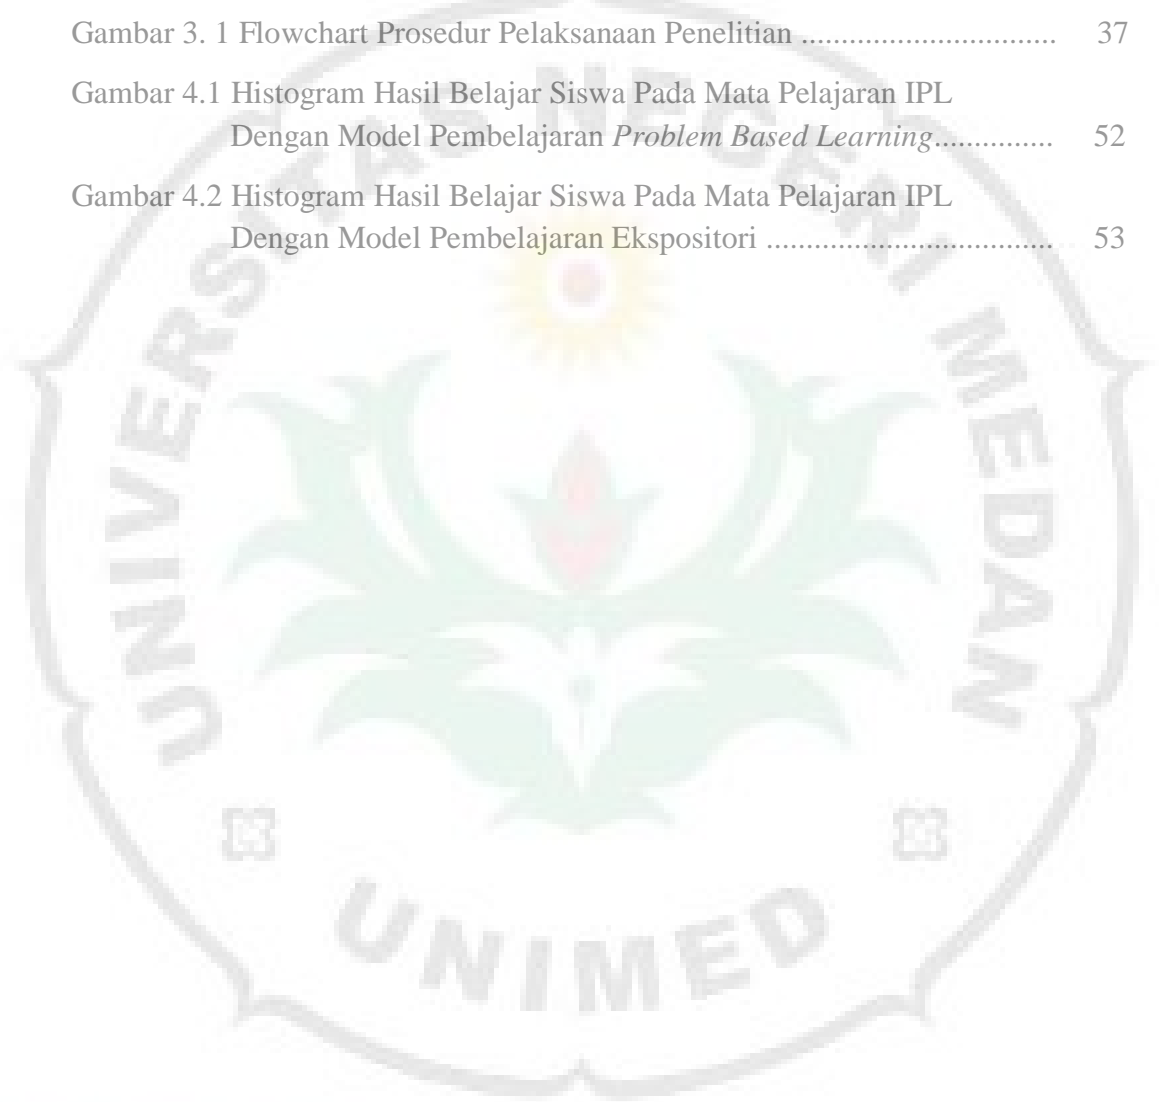 Gambar 3. 1 Flowchart Prosedur Pelaksanaan Penelitian ................................ 37
Gambar 4.1 Histogram Hasil Belajar Siswa Pada Mata Pelajaran IPL
Dengan Model Pembelajaran Problem Based Learning............... 52
Gambar 4.2 Histogram Hasil Belajar Siswa Pada Mata Pelajaran IPL
Dengan Model Pembelajaran Ekspositori .................................... 53
UNIVERSITAS NEGERI MEDAN
UNIMED